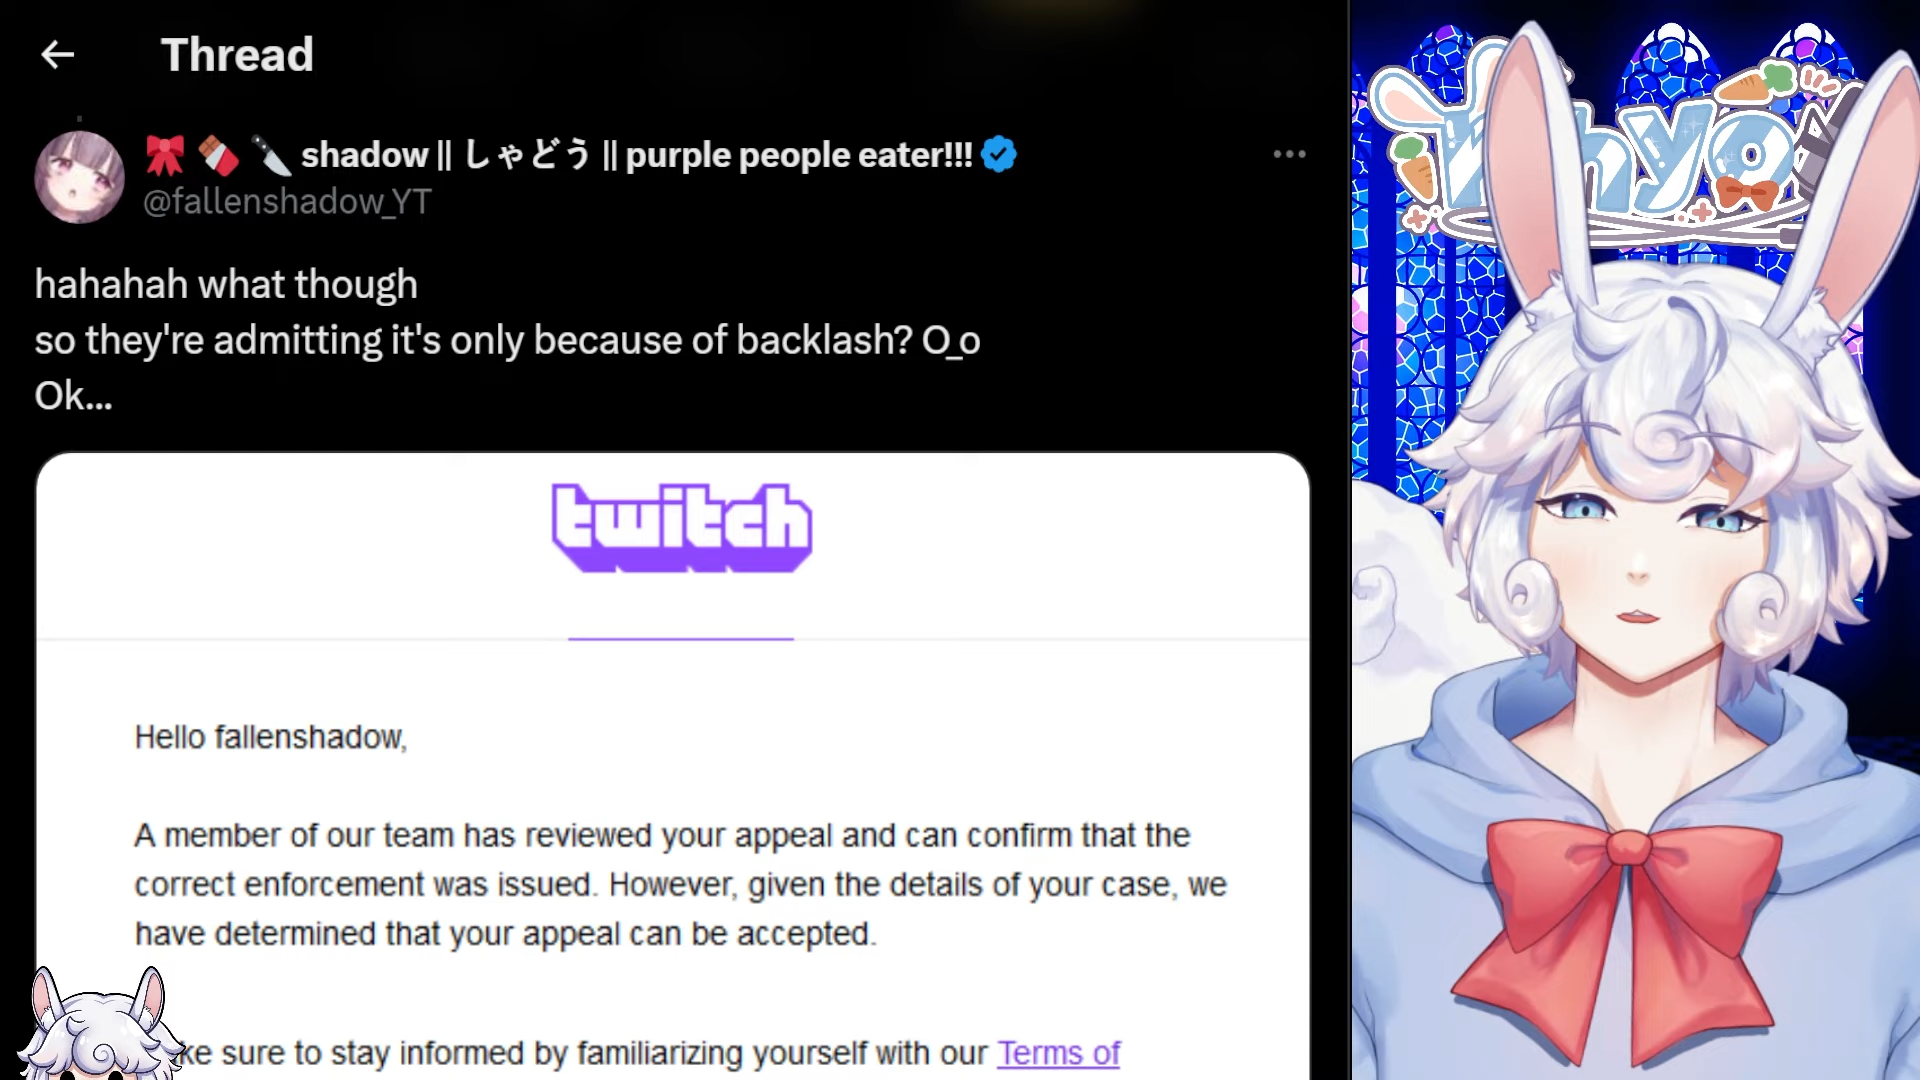 Thread
🎀 🍫 🔪 shadow || しゃどう || purple people eater!!!
@fallenshadow_YT
hahahah what though
so they're admitting it's only because of backlash? O_o
Ok...
twitch
Hello fallenshadow,
A member of our team has reviewed your appeal and can confirm that the
correct enforcement was issued. However, given the details of your case, we
have determined that your appeal can be accepted.
ke sure to stay informed by familiarizing yourself with our Terms of